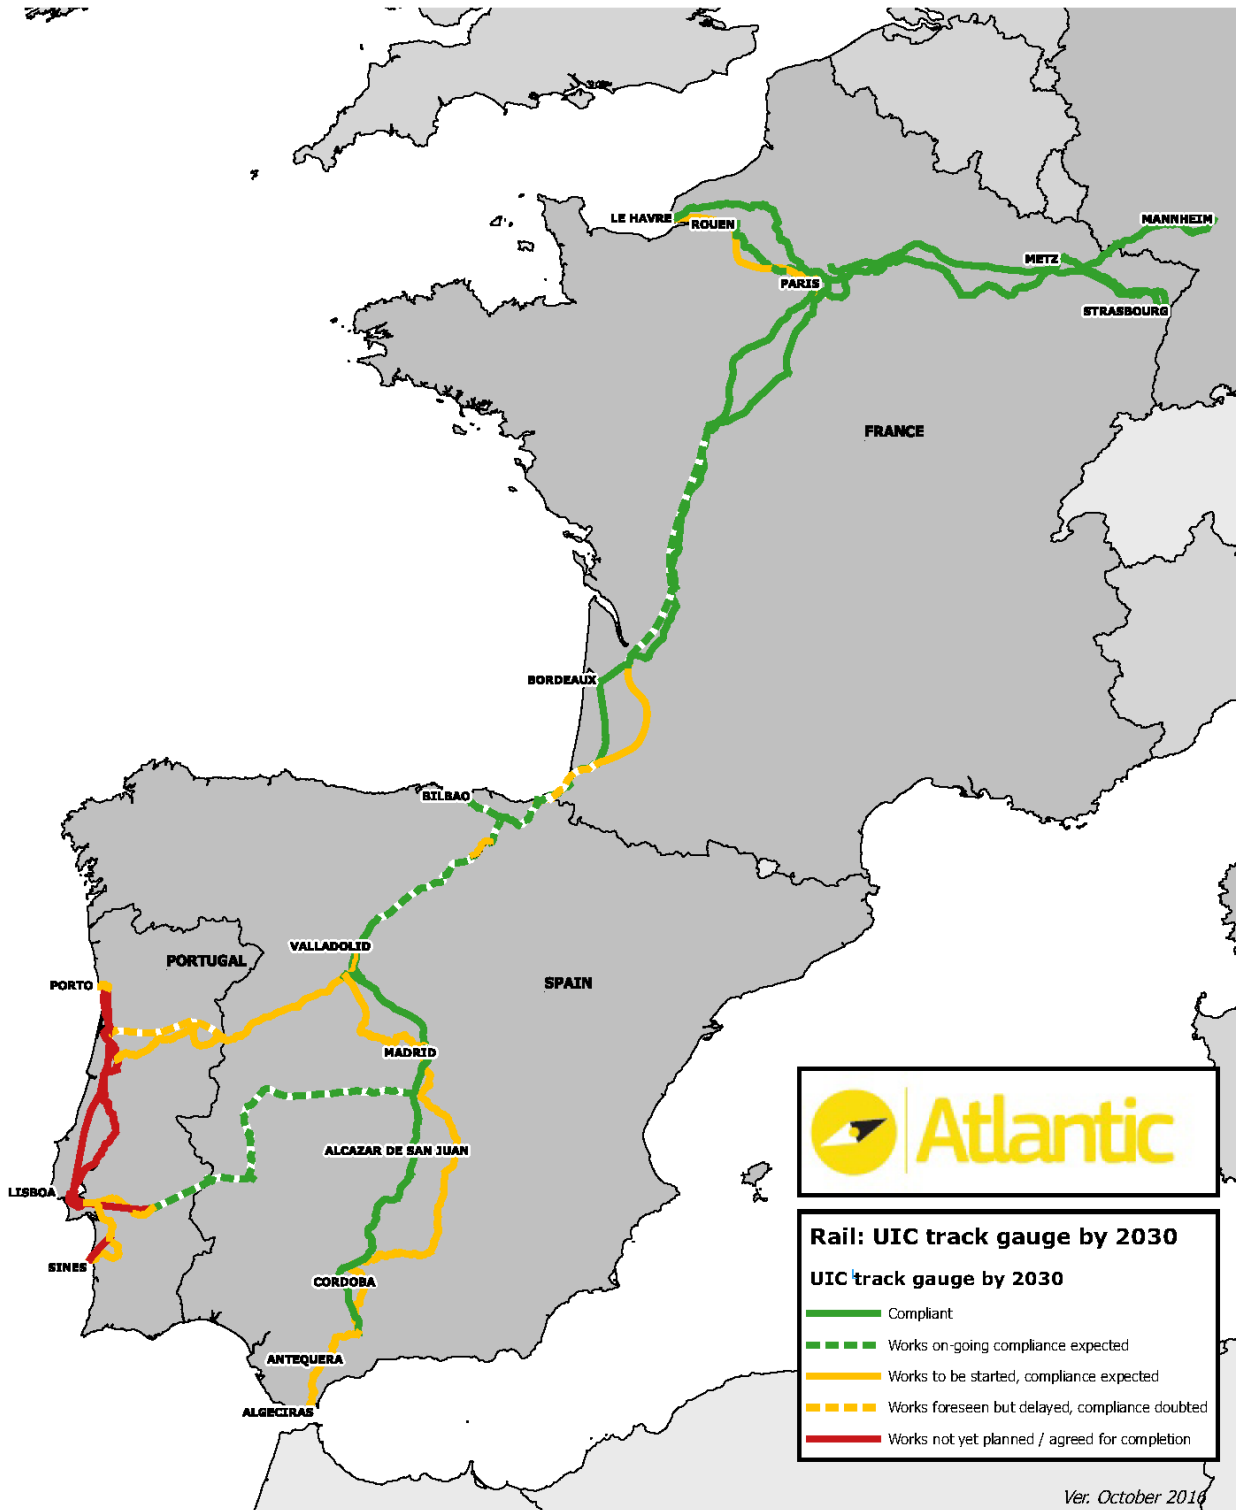 LE HAVRE
ROUEN
MANNHEIM
METZ
PARIS
STRASBOURG
FRANCE
BORDEAUX
BILBAO
VALLADOLID
PORTUGAL
SPAIN
PORTO
MADRID
ALCAZAR DE SAN JUAN
LISBOA
SINES
CORDOBA
ANTEQUERA
ALGECIRAS
Atlantic
Rail: UIC track gauge by 2030
UIC track gauge by 2030
Compliant
Works on-going compliance expected
Works to be started, compliance expected
Works foreseen but delayed, compliance doubted
Works not yet planned / agreed for completion
Ver. October 2016